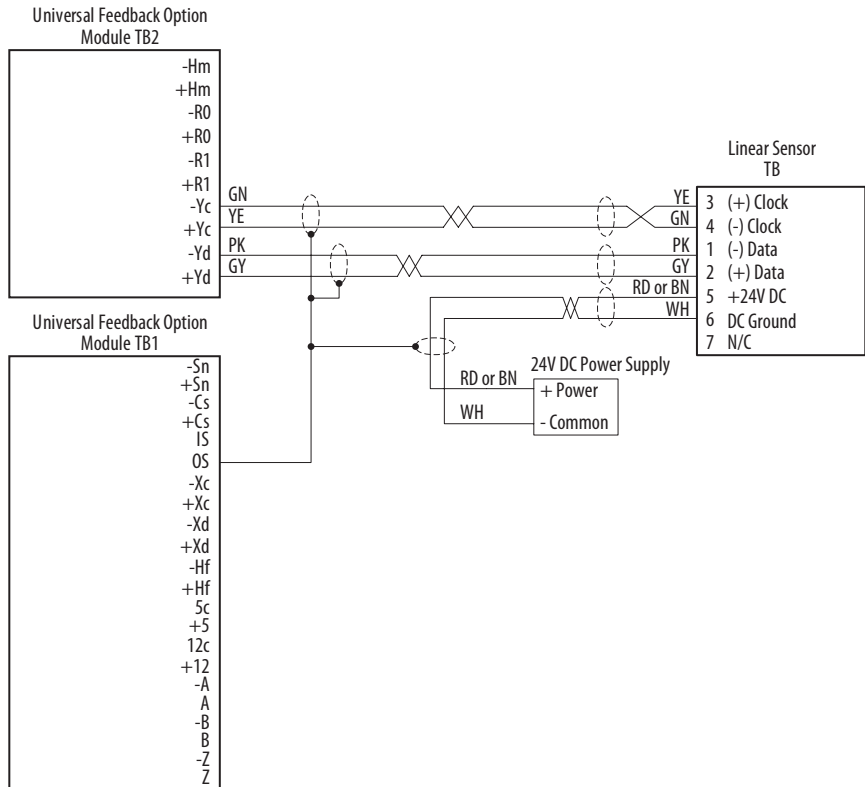 Universal Feedback Option
Module TB2
-Hm
+Hm
-R0
+R0
-R1
+R1
-Yc
+Yc
-Yd
+Yd
GN
YE
PK
GY
Linear Sensor
TB
YE
GN
PK
GY
RD or BN
WH
3 (+) Clock
4 (-) Clock
1 (-) Data
2 (+) Data
5 +24V DC
6 DC Ground
7 N/C
Universal Feedback Option
Module TB1
-Sn
+Sn
-Cs
+Cs
IS
OS
-Xc
+Xc
-Xd
+Xd
-Hf
+Hf
5c
+5
12c
+12
-A
A
-B
B
-Z
Z
24V DC Power Supply
RD or BN
+ Power
WH
- Common